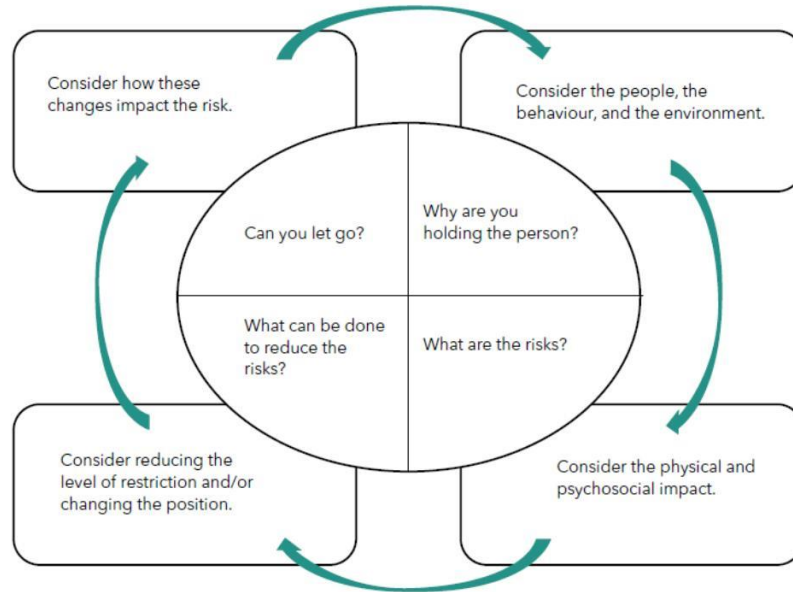 Consider how these
changes impact the risk.
Consider the people, the
behaviour, and the environment.
Can you let go?
Why are you
holding the person?
What can be done
to reduce the
risks?
What are the risks?
Consider reducing the
level of restriction and/or
changing the position.
Consider the physical and
psychosocial impact.